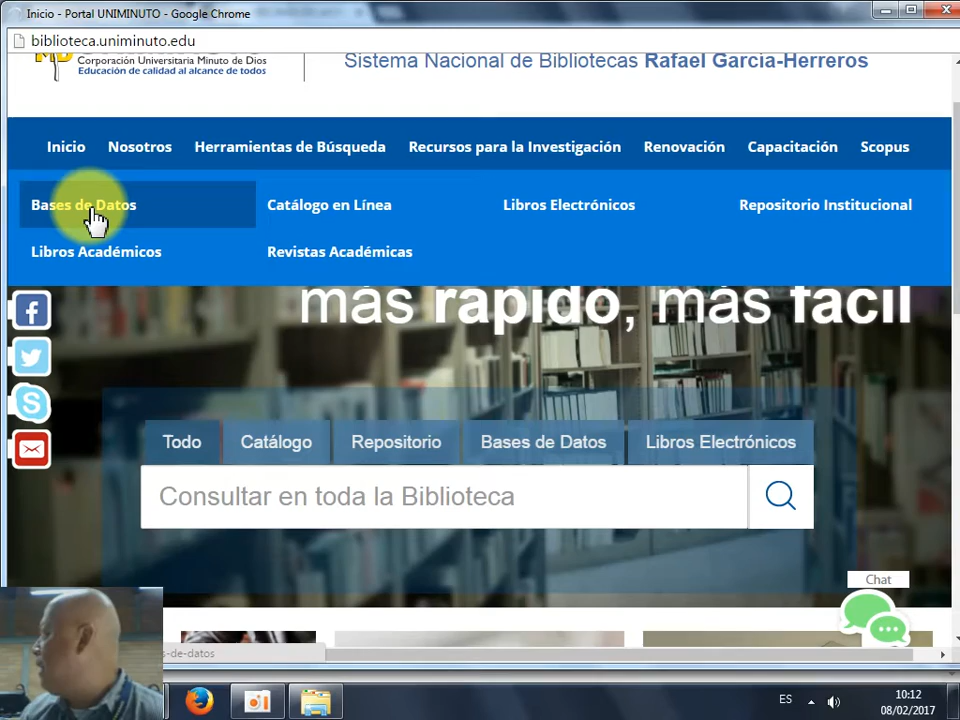 Inicio - Portal UNIMINUTO - Google Chrome
biblioteca.uniminuto.edu
Corporación Universitaria Minuto de Dios
Educación de calidad al alcance de todos
Sistema Nacional de Bibliotecas Rafael García-Herreros
Inicio Nosotros Herramientas de Búsqueda Recursos para la Investigación Renovación Capacitación Scopus
Bases de Datos Catálogo en Línea Libros Electrónicos Repositorio Institucional
Libros Académicos Revistas Académicas
más rápido, más fácil
Todo Catálogo Repositorio Bases de Datos Libros Electrónicos
Consultar en toda la Biblioteca
Chat
s-de-datos
ES
10:12
08/02/2017